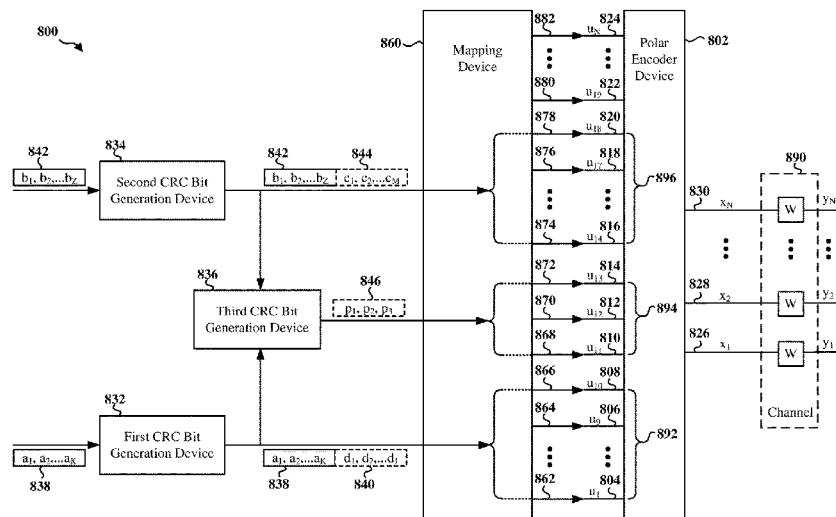 800
860
Mapping
Device
882
u_N
824
Polar
Encoder
Device
802
880
u_19
822
878
u_18
820
876
u_17
818
874
u_14
816
896
842
b_1, b_2,...b_Z
834
Second CRC Bit
Generation Device
842
b_1, b_2,...b_Z
844
c_1, c_2,...c_M
836
Third CRC Bit
Generation Device
846
p_1, p_2, p_3
872
u_13
814
870
u_12
812
868
u_11
810
894
832
First CRC Bit
Generation Device
a_1, a_2,...a_K
838
a_1, a_2,...a_K
838
d_1, d_2,...d_J
840
866
u_10
808
864
u_9
806
862
u_1
804
892
890
830
x_N
W
y_N
828
x_2
W
y_2
826
x_1
W
y_1
Channel